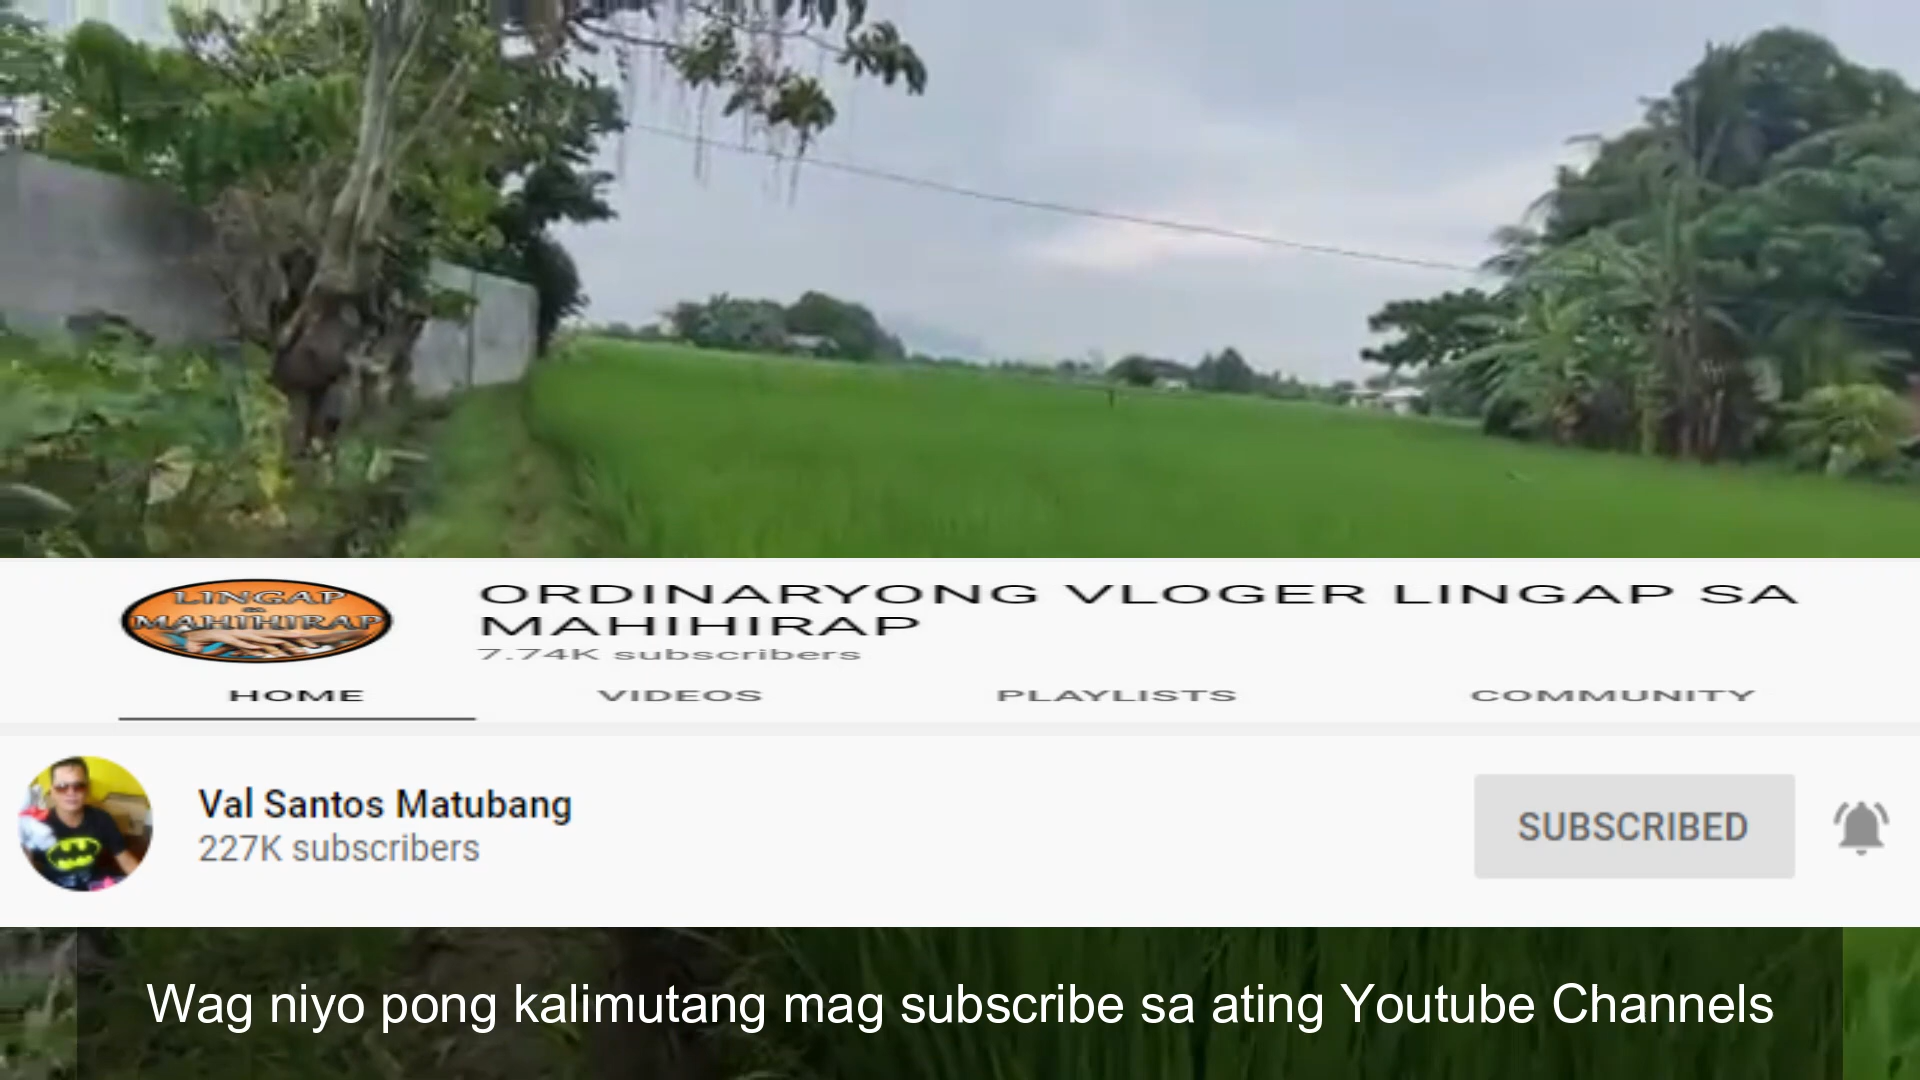 LINGAP
SA
MAHIHIRAP
ORDINARYONG VLOGER LINGAP SA
MAHIHIRAP
7.74K subscribers
HOME VIDEOS PLAYLISTS COMMUNITY
Val Santos Matubang
227K subscribers
SUBSCRIBED
Wag niyo pong kalimutang mag subscribe sa ating Youtube Channels